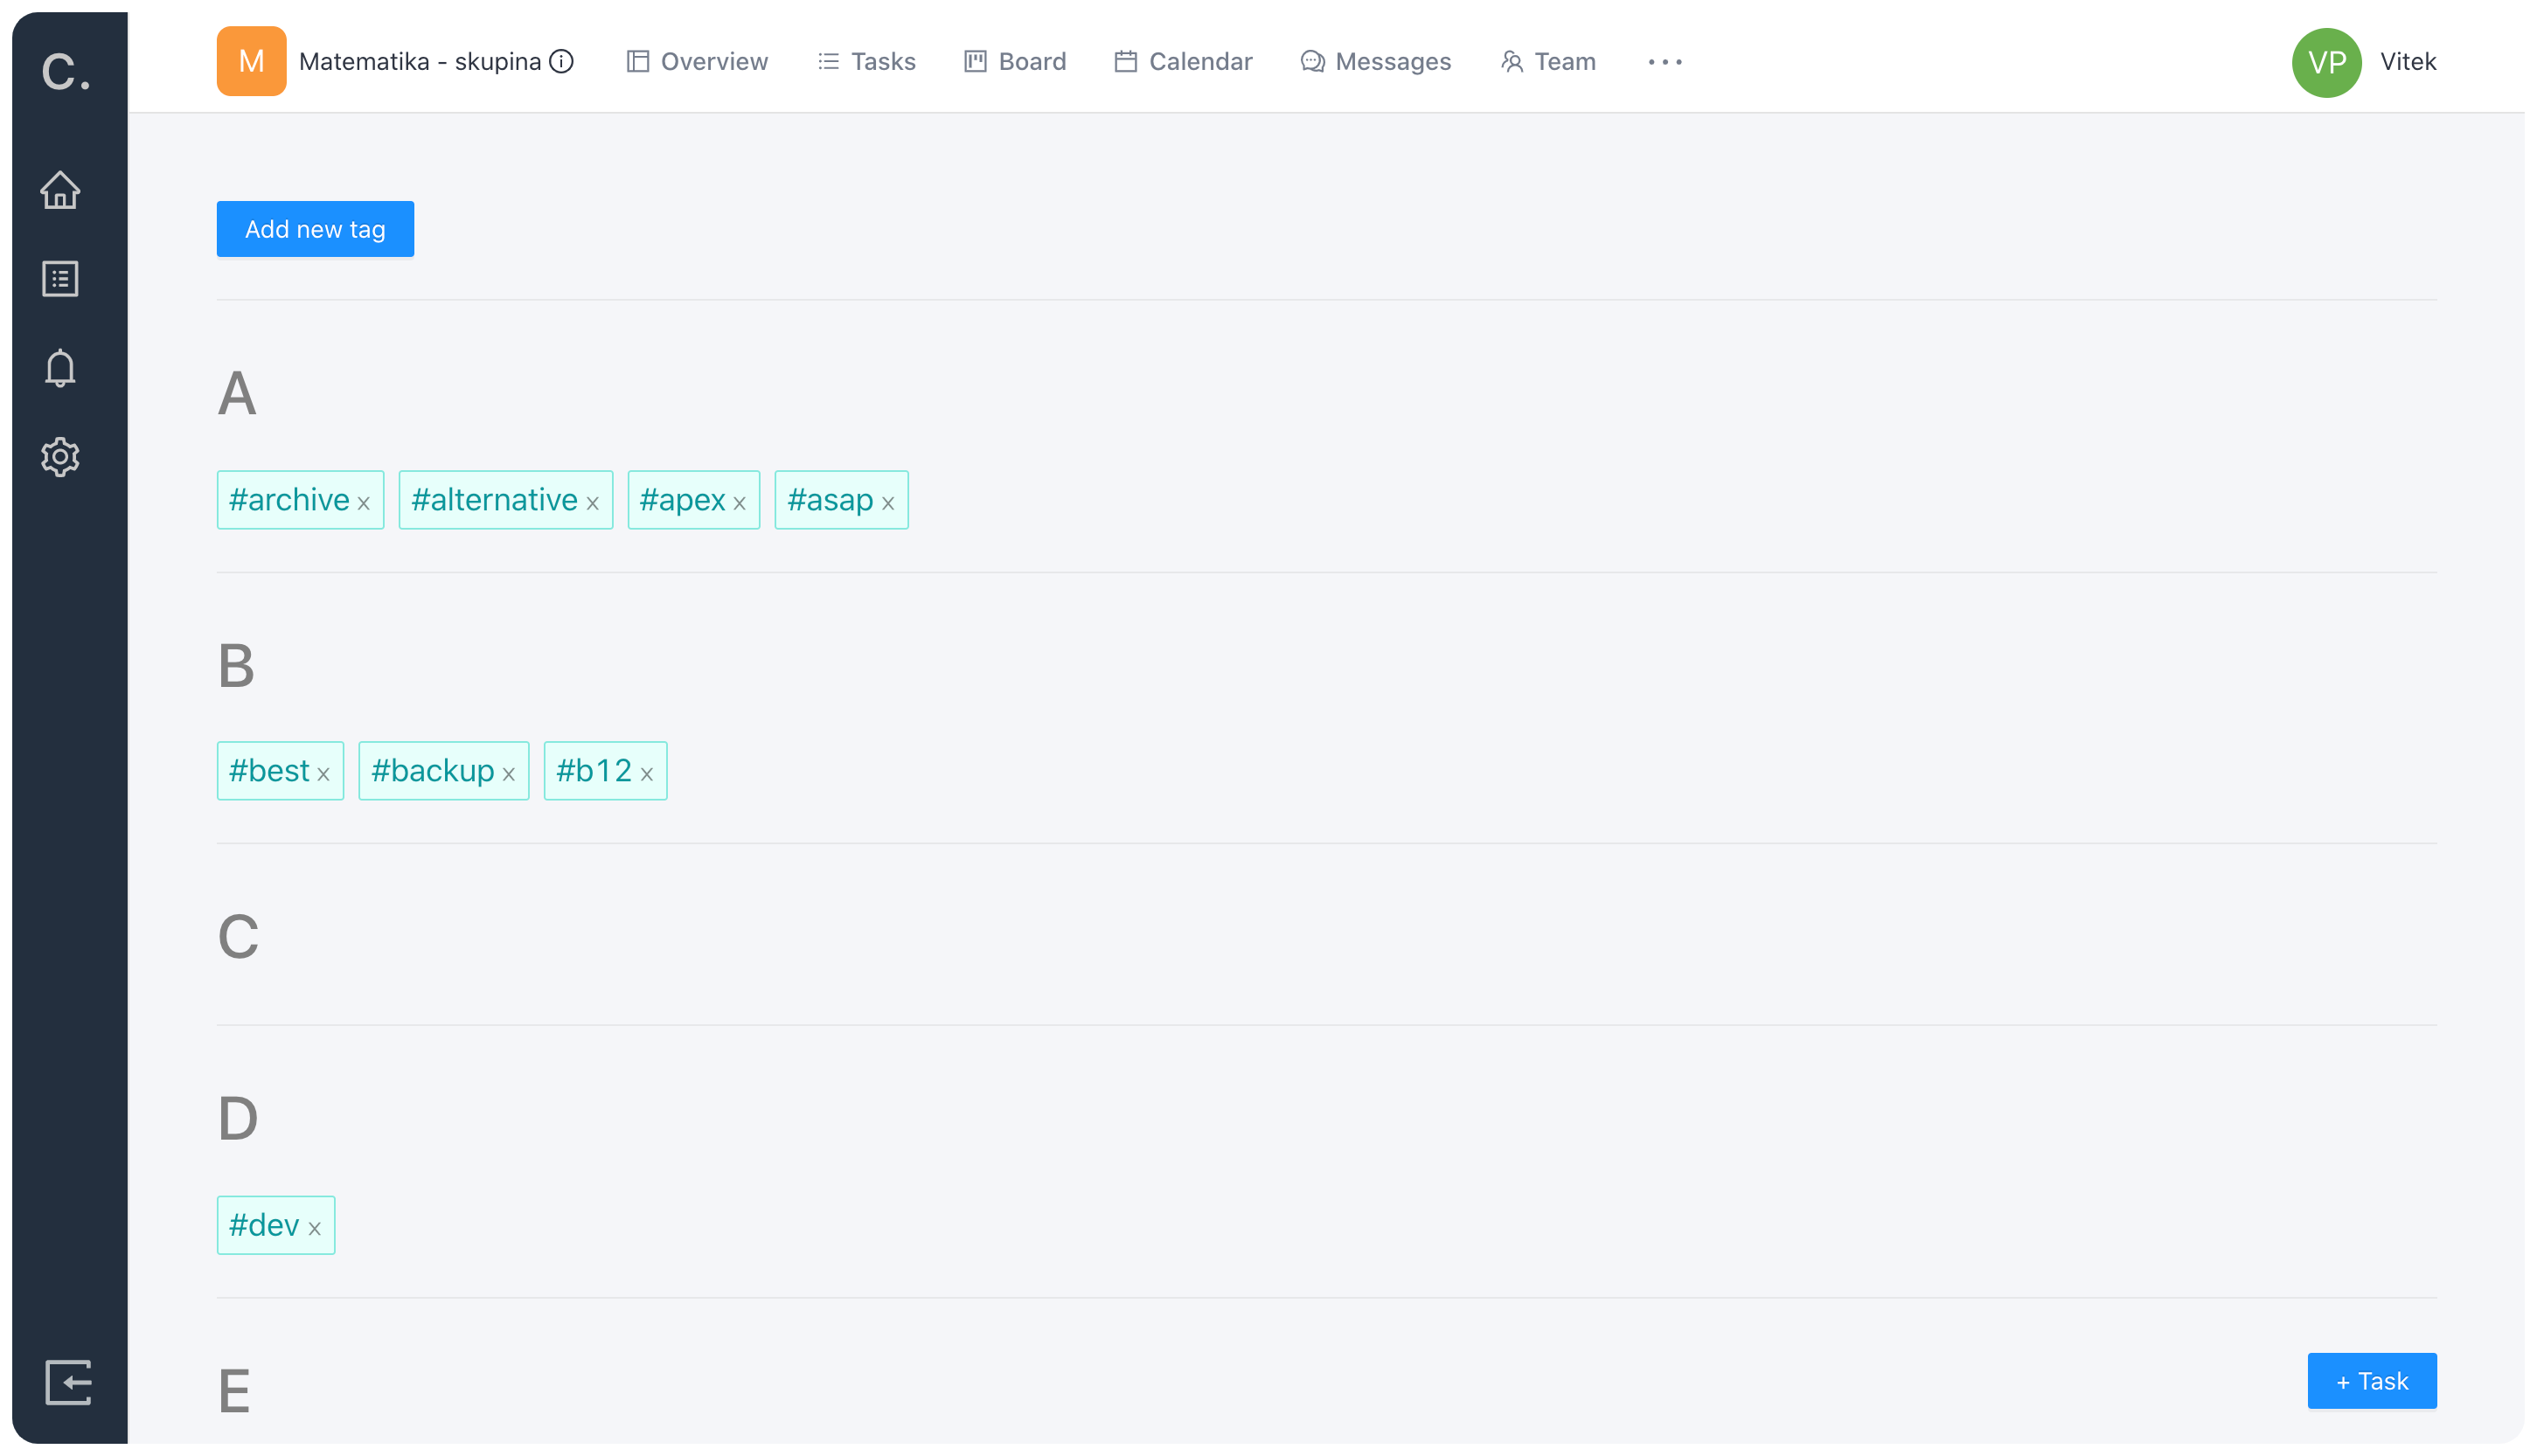 C.
M Matematika - skupina Overview Tasks Board Calendar Messages Team ••• VP Vitek
Add new tag
A
#archive x #alternative x #apex x #asap x
B
#best x #backup x #b12 x
C
D
#dev x
E
+ Task